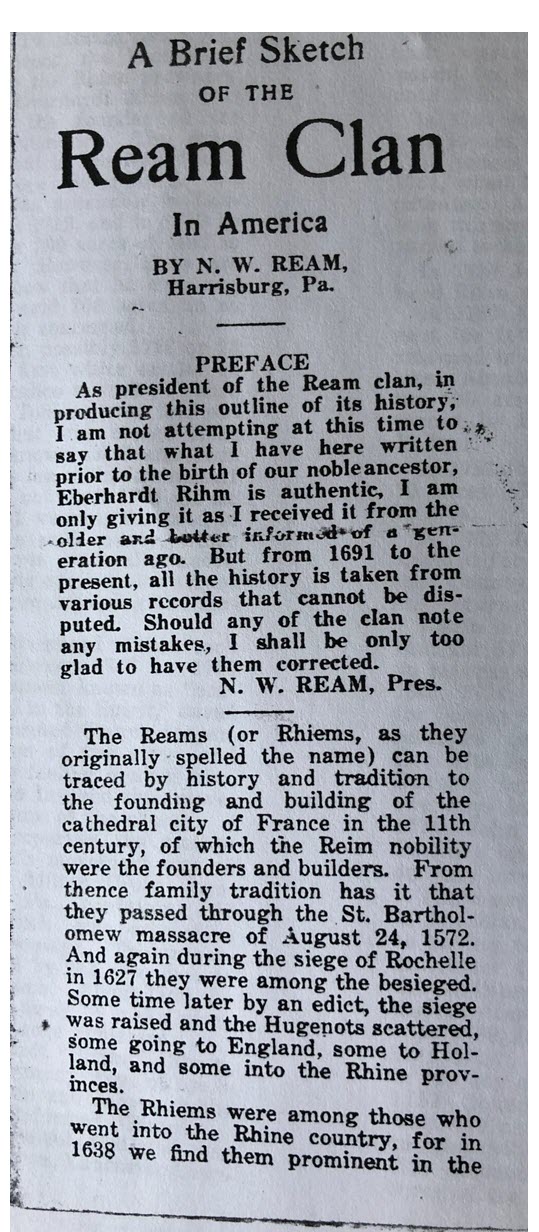 A Brief Sketch
OF THE
Ream Clan
In America
BY N. W. REAM,
Harrisburg, Pa.
PREFACE
As president of the Ream clan, in
producing this outline of its history,
I am not attempting at this time to
say that what I have here written
prior to the birth of our noble ancestor,
Eberhardt Rihm is authentic, I am
only giving it as I received it from the
older and better informed of a gen-
eration ago. But from 1691 to the
present, all the history is taken from
various records that cannot be dis-
puted. Should any of the clan note
any mistakes, I shall be only too
glad to have them corrected.
N. W. REAM, Pres.
The Reams (or Rhiems, as they
originally spelled the name) can be
traced by history and tradition to
the founding and building of the
cathedral city of France in the 11th
century, of which the Reim nobility
were the founders and builders. From
thence family tradition has it that
they passed through the St. Barthol-
omew massacre of August 24, 1572.
And again during the siege of Rochelle
in 1627 they were among the besieged.
Some time later by an edict, the siege
was raised and the Hugenots scattered,
some going to England, some to Hol-
land, and some into the Rhine prov-
inces.
The Rhiems were among those who
went into the Rhine country, for in
1638 we find them prominent in the